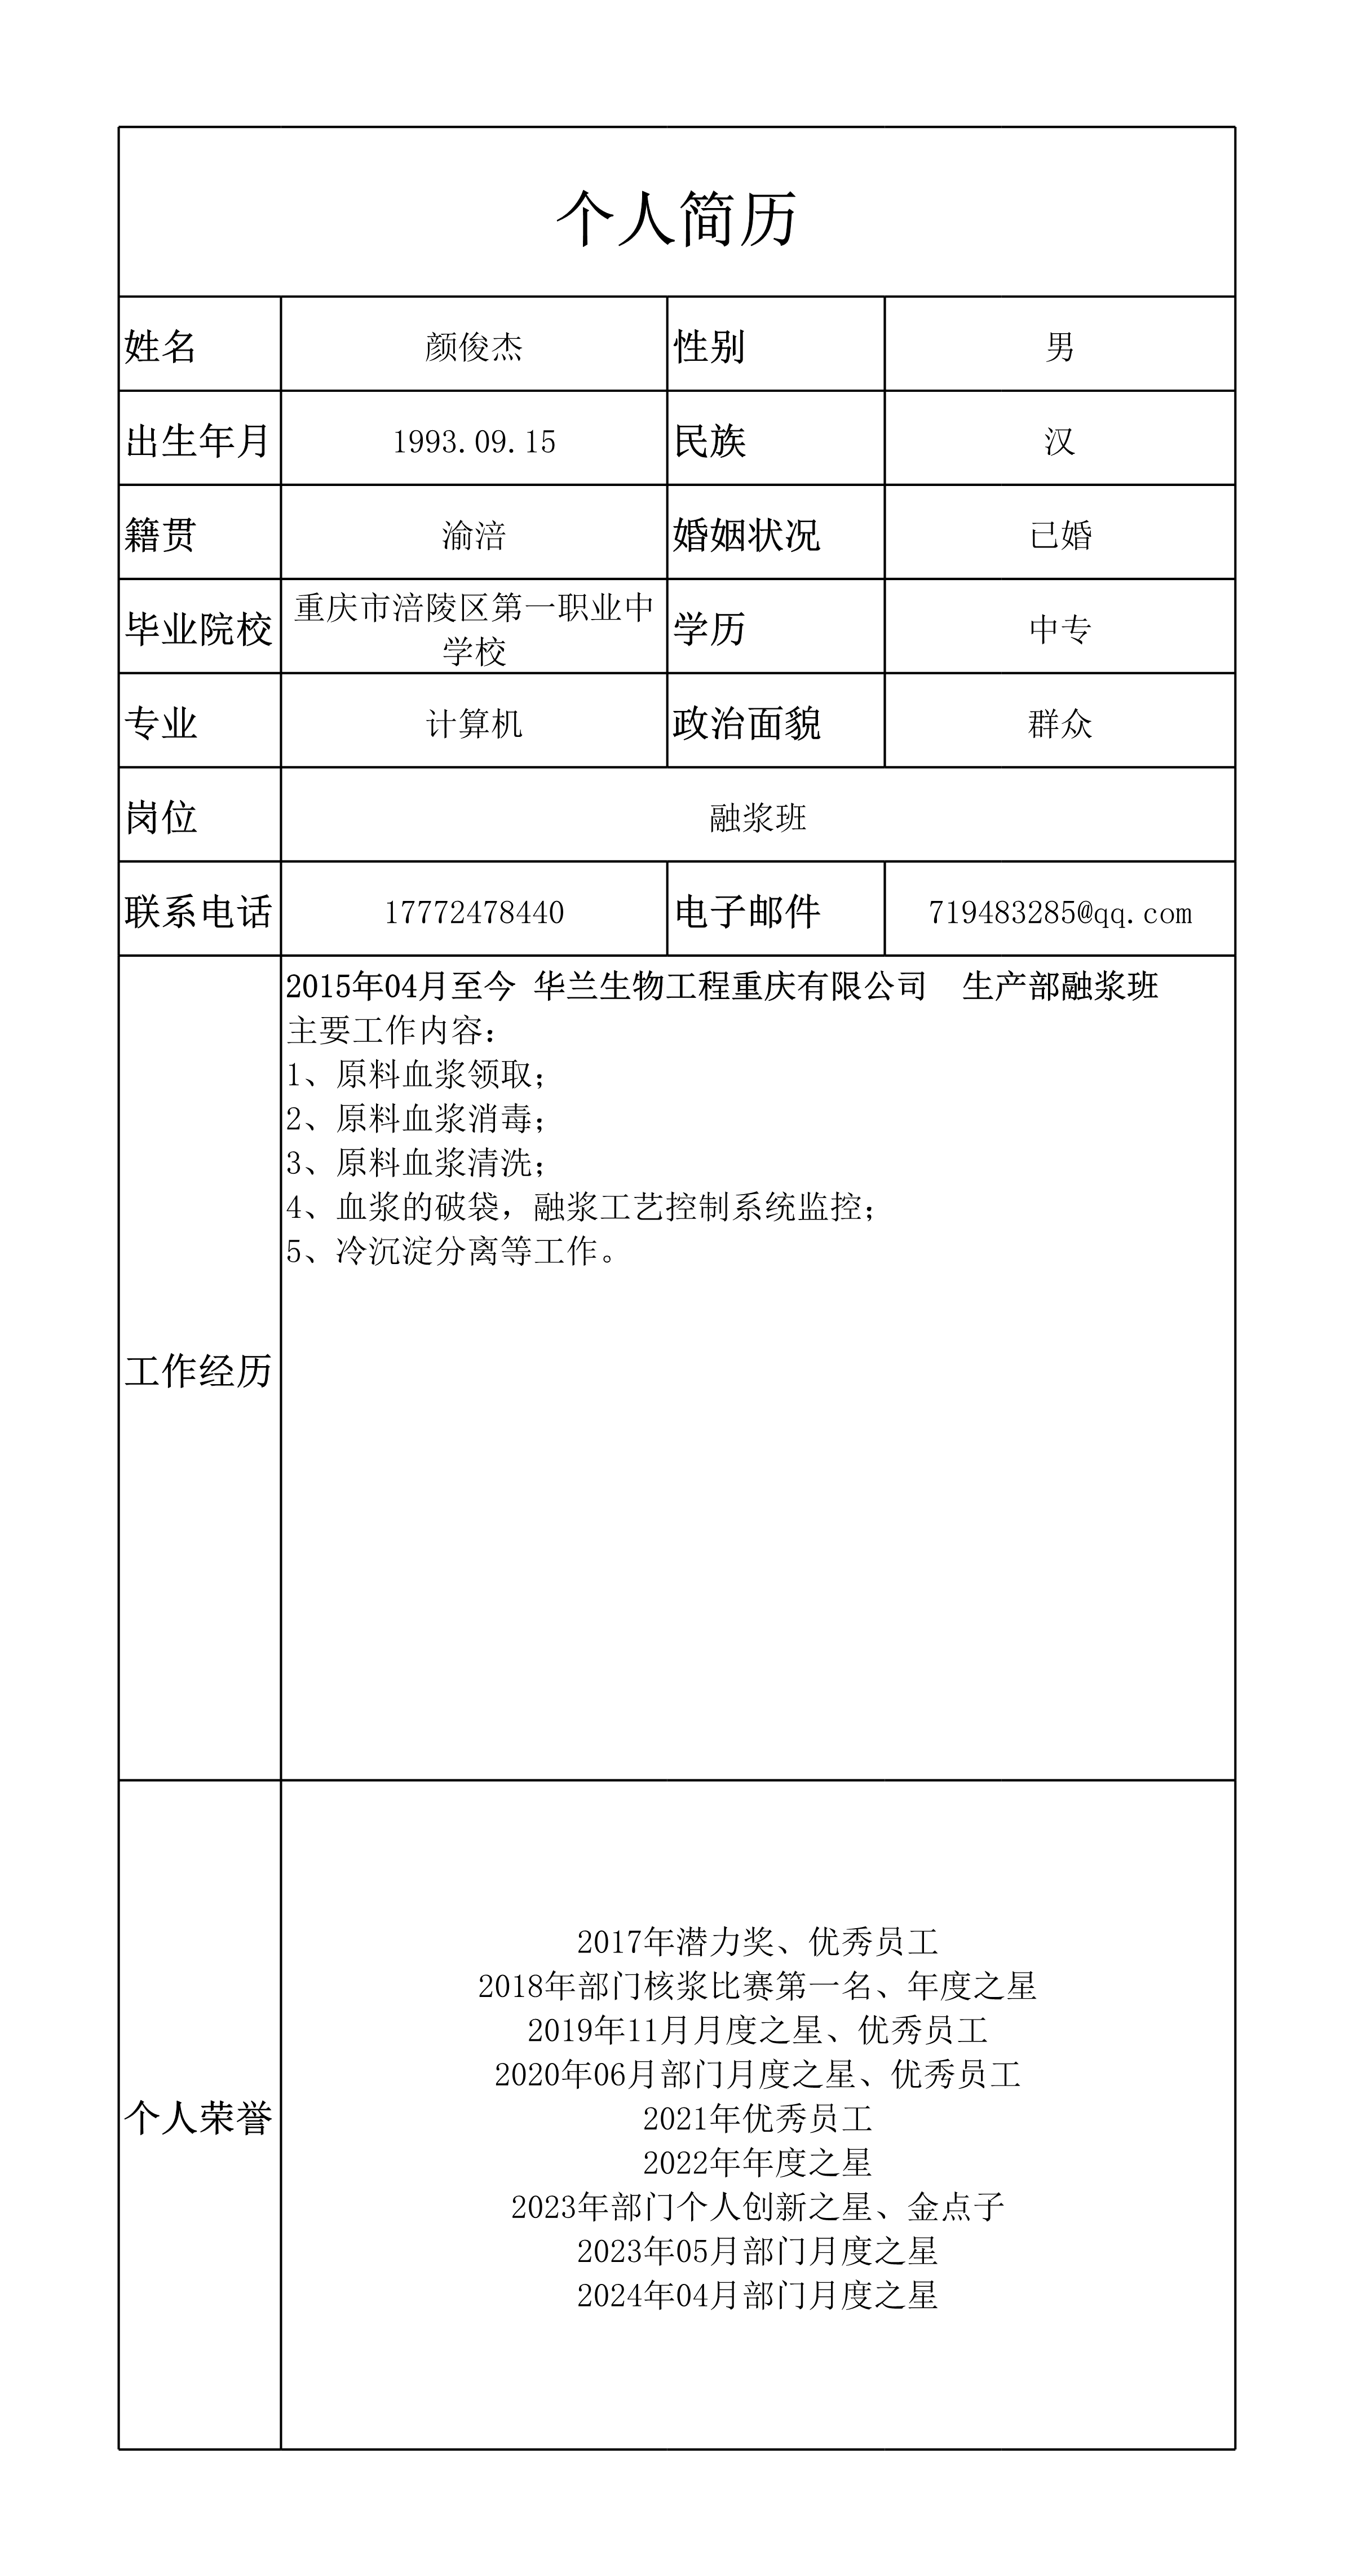 个人简历
姓名 颜俊杰 性别 男
出生年月 1993.09.15 民族 汉
籍贯 渝涪 婚姻状况 已婚
毕业院校 重庆市涪陵区第一职业中
学校 学历 中专
专业 计算机 政治面貌 群众
岗位 融浆班
联系电话 17772478440 电子邮件 719483285@qq.com
工作经历
2015年04月至今 华兰生物工程重庆有限公司 生产部融浆班
主要工作内容：
1、原料血浆领取；
2、原料血浆消毒；
3、原料血浆清洗；
4、血浆的破袋，融浆工艺控制系统监控；
5、冷沉淀分离等工作。
个人荣誉
2017年潜力奖、优秀员工
2018年部门核浆比赛第一名、年度之星
2019年11月月度之星、优秀员工
2020年06月部门月度之星、优秀员工
2021年优秀员工
2022年年度之星
2023年部门个人创新之星、金点子
2023年05月部门月度之星
2024年04月部门月度之星